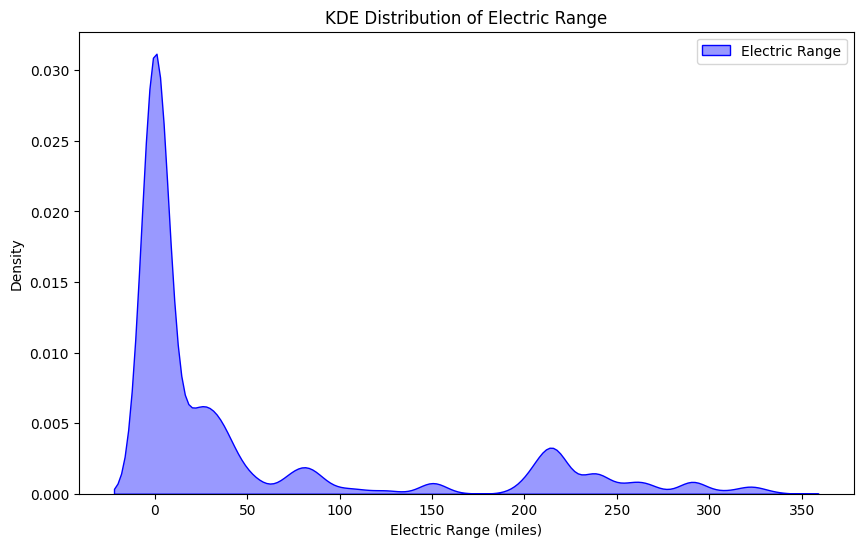 KDE Distribution of Electric Range
Electric Range
0.030
0.025
0.020
0.015
0.010
0.005
0.000
Density
0 50 100 150 200 250 300 350
Electric Range (miles)